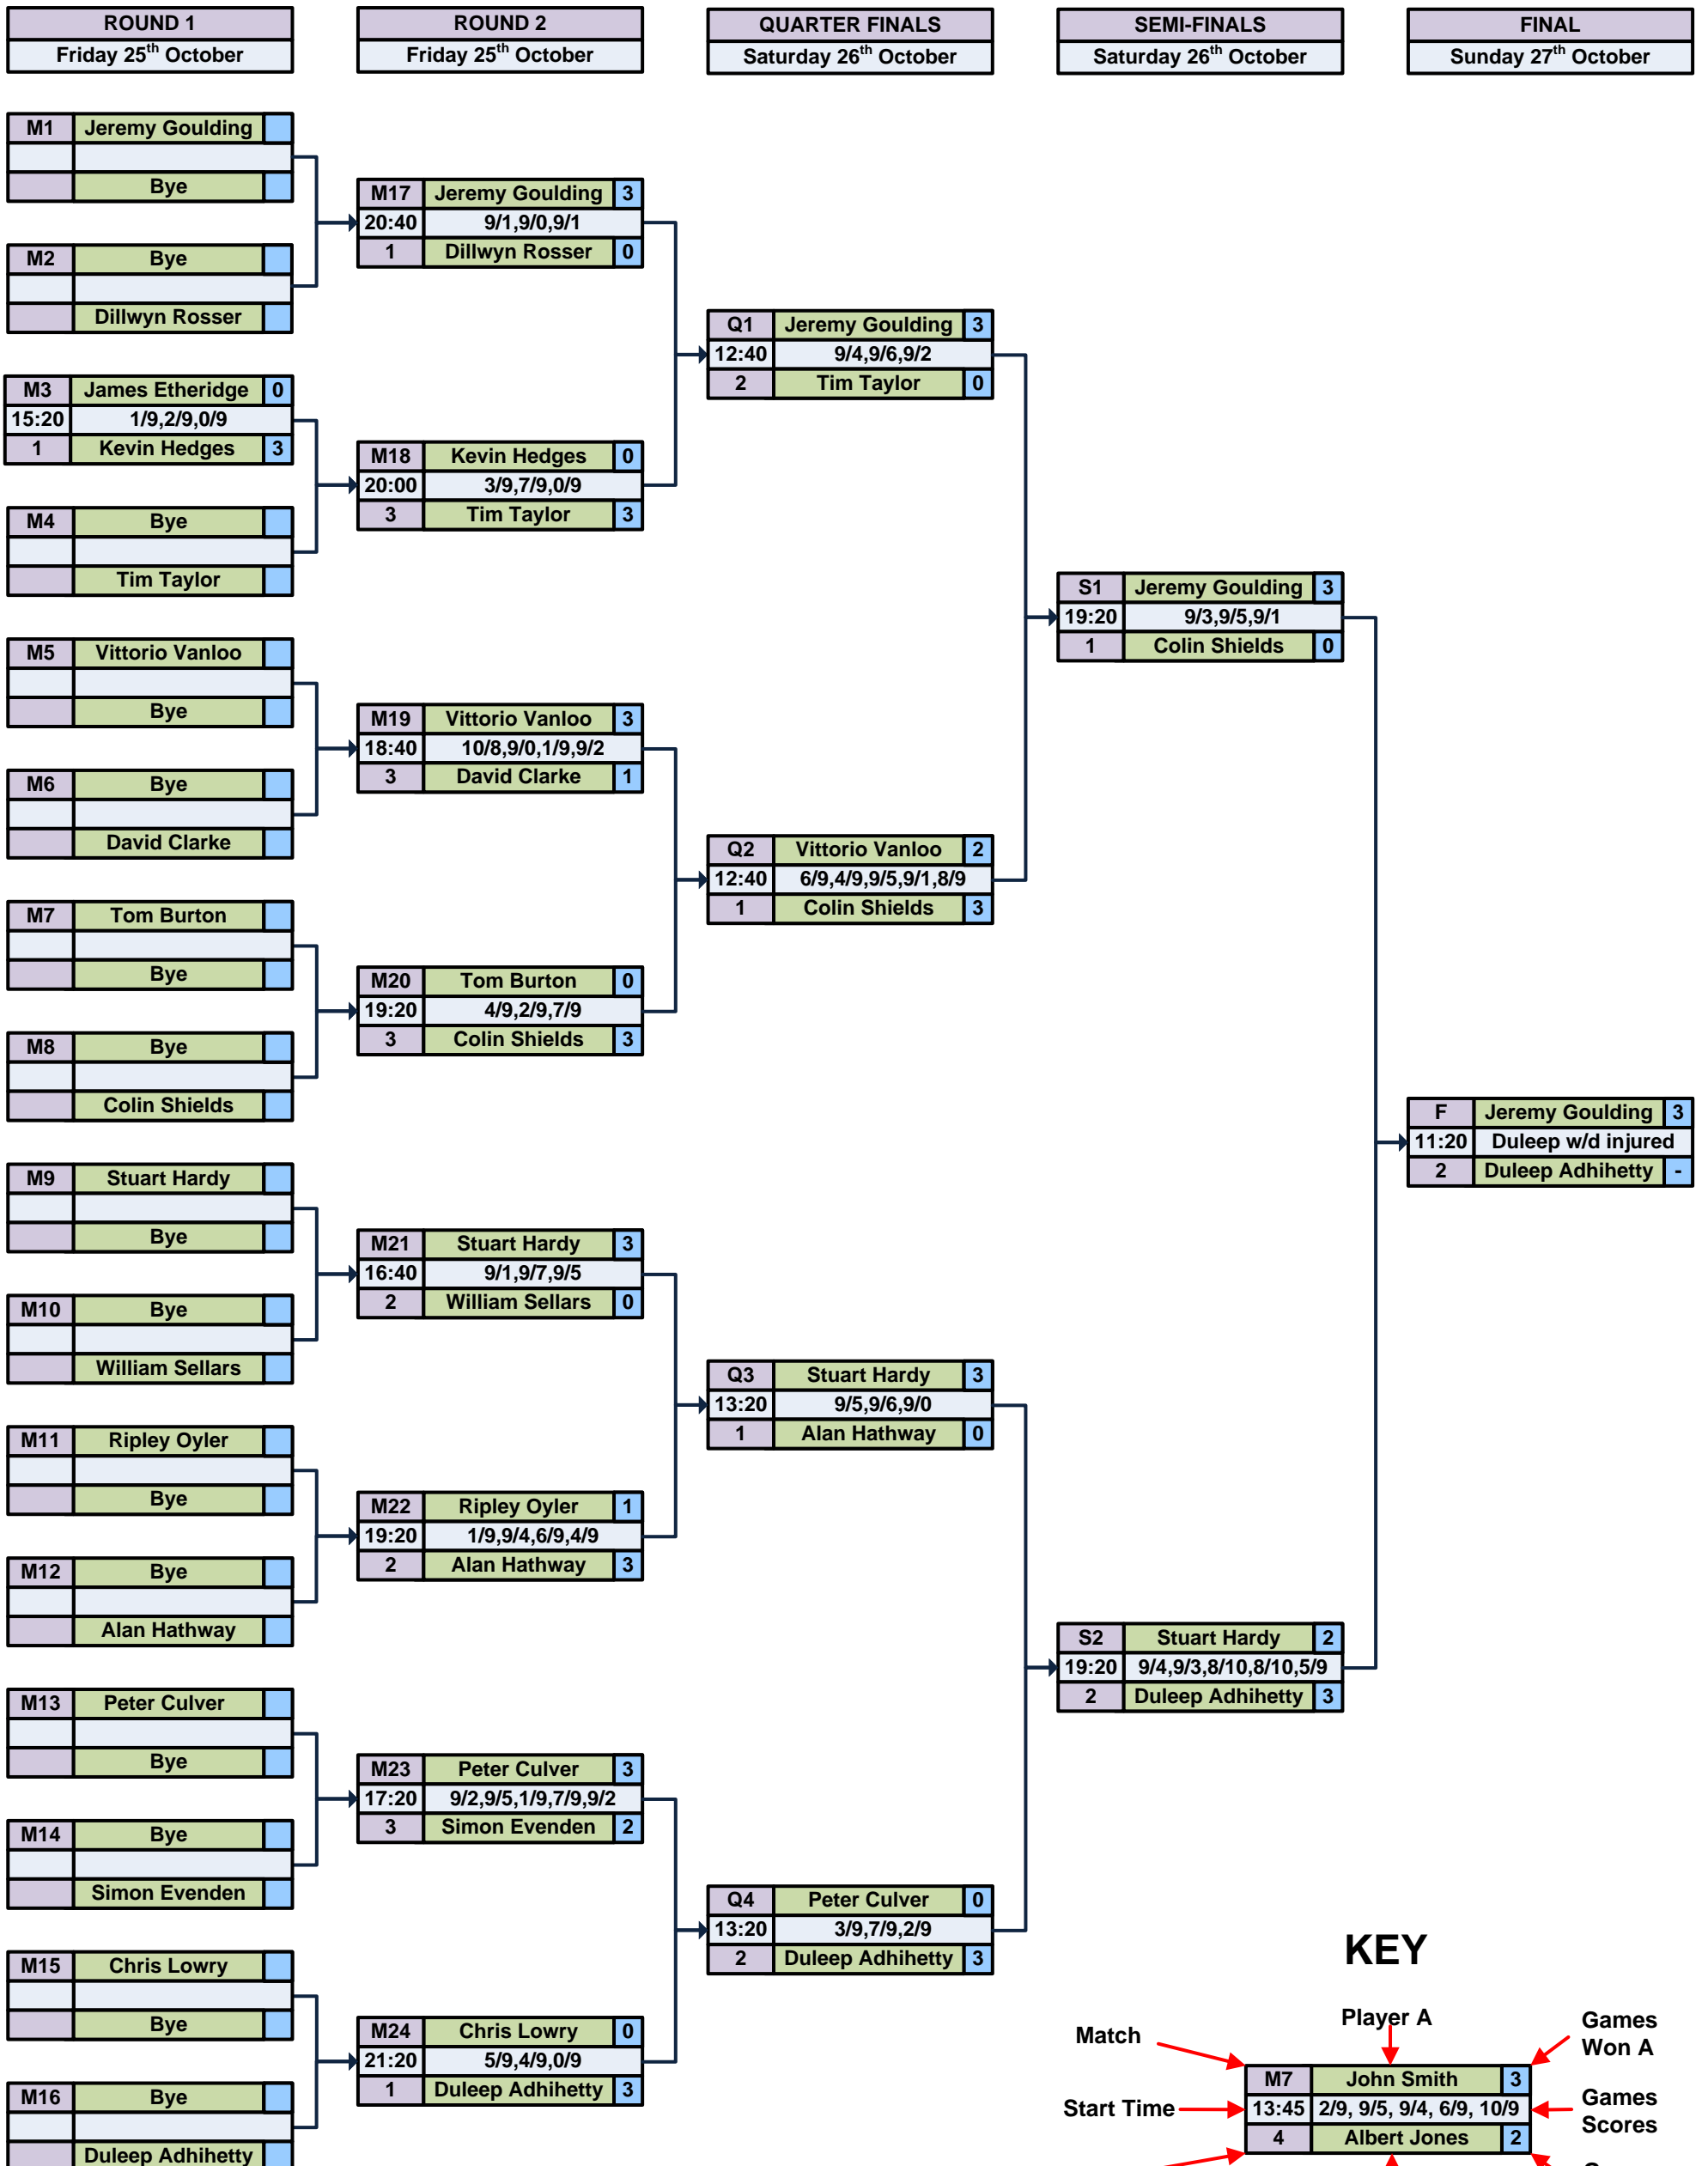 ROUND 1
Friday 25th October
ROUND 2
Friday 25th October
QUARTER FINALS
Saturday 26th October
SEMI-FINALS
Saturday 26th October
FINAL
Sunday 27th October
M1 Jeremy Goulding
Bye
M2 Bye
Dillwyn Rosser
M3 James Etheridge 0
15:20 1/9,2/9,0/9
1 Kevin Hedges 3
M4 Bye
Tim Taylor
M5 Vittorio Vanloo
Bye
M6 Bye
David Clarke
M7 Tom Burton
Bye
M8 Bye
Colin Shields
M9 Stuart Hardy
Bye
M10 Bye
William Sellars
M11 Ripley Oyler
Bye
M12 Bye
Alan Hathway
M13 Peter Culver
Bye
M14 Bye
Simon Evenden
M15 Chris Lowry
Bye
M16 Bye
Duleep Adhihetty
M17 Jeremy Goulding 3
20:40 9/1,9/0,9/1
1 Dillwyn Rosser 0
M18 Kevin Hedges 0
20:00 3/9,7/9,0/9
3 Tim Taylor 3
M19 Vittorio Vanloo 3
18:40 10/8,9/0,1/9,9/2
3 David Clarke 1
M20 Tom Burton 0
19:20 4/9,2/9,7/9
3 Colin Shields 3
M21 Stuart Hardy 3
16:40 9/1,9/7,9/5
2 William Sellars 0
M22 Ripley Oyler 1
19:20 1/9,9/4,6/9,4/9
2 Alan Hathway 3
M23 Peter Culver 3
17:20 9/2,9/5,1/9,7/9,9/2
3 Simon Evenden 2
M24 Chris Lowry 0
21:20 5/9,4/9,0/9
1 Duleep Adhihetty 3
Q1 Jeremy Goulding 3
12:40 9/4,9/6,9/2
2 Tim Taylor 0
Q2 Vittorio Vanloo 2
12:40 6/9,4/9,9/5,9/1,8/9
1 Colin Shields 3
Q3 Stuart Hardy 3
13:20 9/5,9/6,9/0
1 Alan Hathway 0
Q4 Peter Culver 0
13:20 3/9,7/9,2/9
2 Duleep Adhihetty 3
S1 Jeremy Goulding 3
19:20 9/3,9/5,9/1
1 Colin Shields 0
S2 Stuart Hardy 2
19:20 9/4,9/3,8/10,8/10,5/9
2 Duleep Adhihetty 3
F Jeremy Goulding 3
11:20 Duleep w/d injured
2 Duleep Adhihetty -
KEY
Player A
Match
Games
Won A
M7 John Smith 3
Start Time
13:45 2/9, 9/5, 9/4, 6/9, 10/9
Games
Scores
4 Albert Jones 2